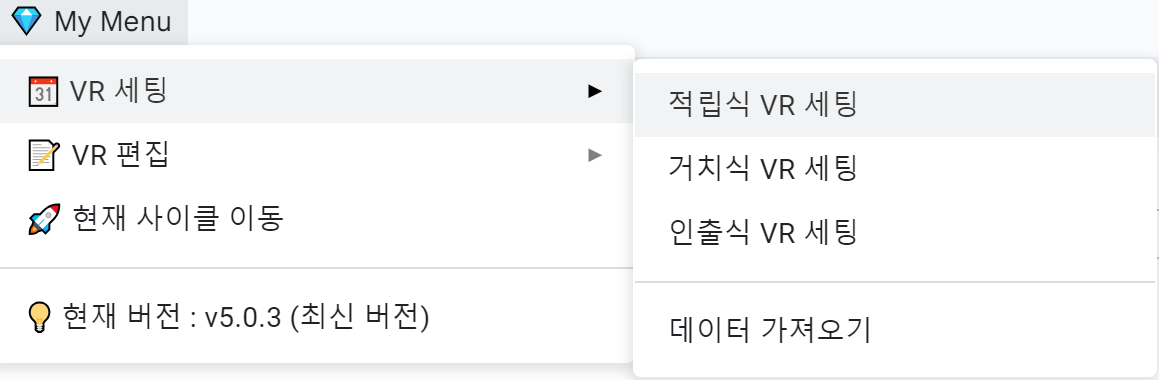 My Menu
VR 세팅
VR 편집
현재 사이클 이동
현재 버전 : v5.0.3 (최신 버전)
적립식 VR 세팅
거치식 VR 세팅
인출식 VR 세팅
데이터 가져오기